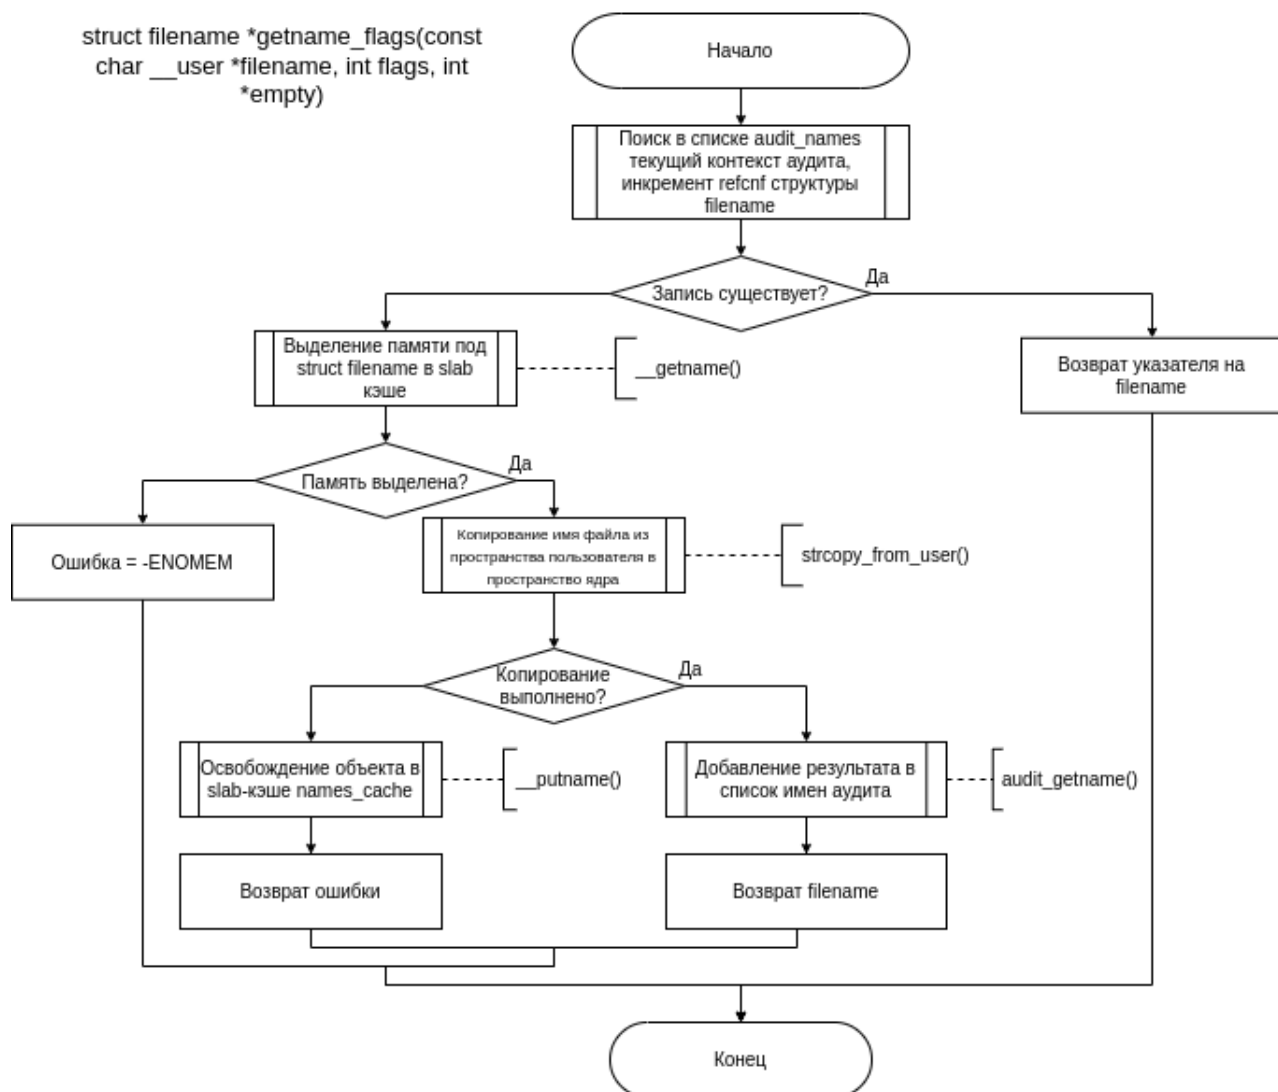 struct filename *getname_flags(const
char __user *filename, int flags, int
*empty)
Начало
Поиск в списке audit_names
текущий контекст аудита,
инкремент refcnf структуры
filename
Запись существует?
Да
Выделение памяти под
struct filename в slab
кэше
__getname()
Возврат указателя на
filename
Память выделена?
Да
Ошибка = -ENOMEM
Копирование имя файла из
пространства пользователя в
пространство ядра
strcopy_from_user()
Копирование
выполнено?
Да
Освобождение объекта в
slab-кэше names_cache
__putname()
Добавление результата в
список имен аудита
audit_getname()
Возврат ошибки
Возврат filename
Конец